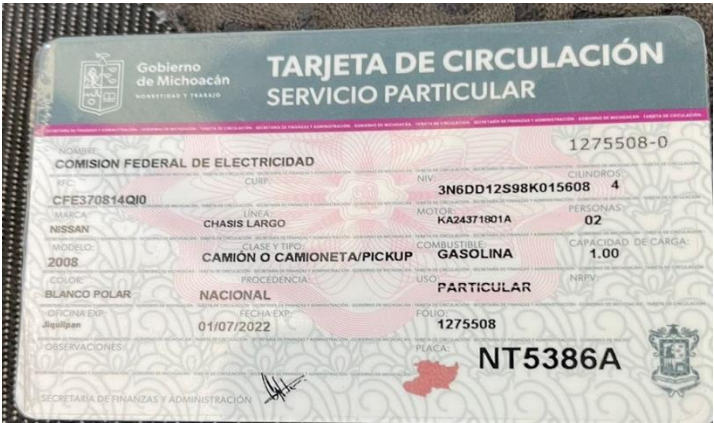 Gobierno
de Michoacán
HONESTIDAD Y TRABAJO
TARJETA DE CIRCULACIÓN
SERVICIO PARTICULAR
1275508-0
NOMBRE:
COMISION FEDERAL DE ELECTRICIDAD
RFC: CURP: NIV: CILINDROS:
CFE370814QI0 3N6DD12S98K015608 4
MARCA LÍNEA: MOTOR: PERSONAS
NISSAN CHASIS LARGO KA24371801A 02
MODELO: CLASE Y TIPO: COMBUSTIBLE: CAPACIDAD DE CARGA:
2008 CAMIÓN O CAMIONETA/PICKUP GASOLINA 1.00
COLOR: PROCEDENCIA: USO: NRPV:
BLANCO POLAR NACIONAL PARTICULAR
OFICINA EXP: FECHA EXP: FOLIO:
Jiquilpan 01/07/2022 1275508
OBSERVACIONES: PLACA:
NT5386A
SECRETARÍA DE FINANZAS Y ADMINISTRACIÓN